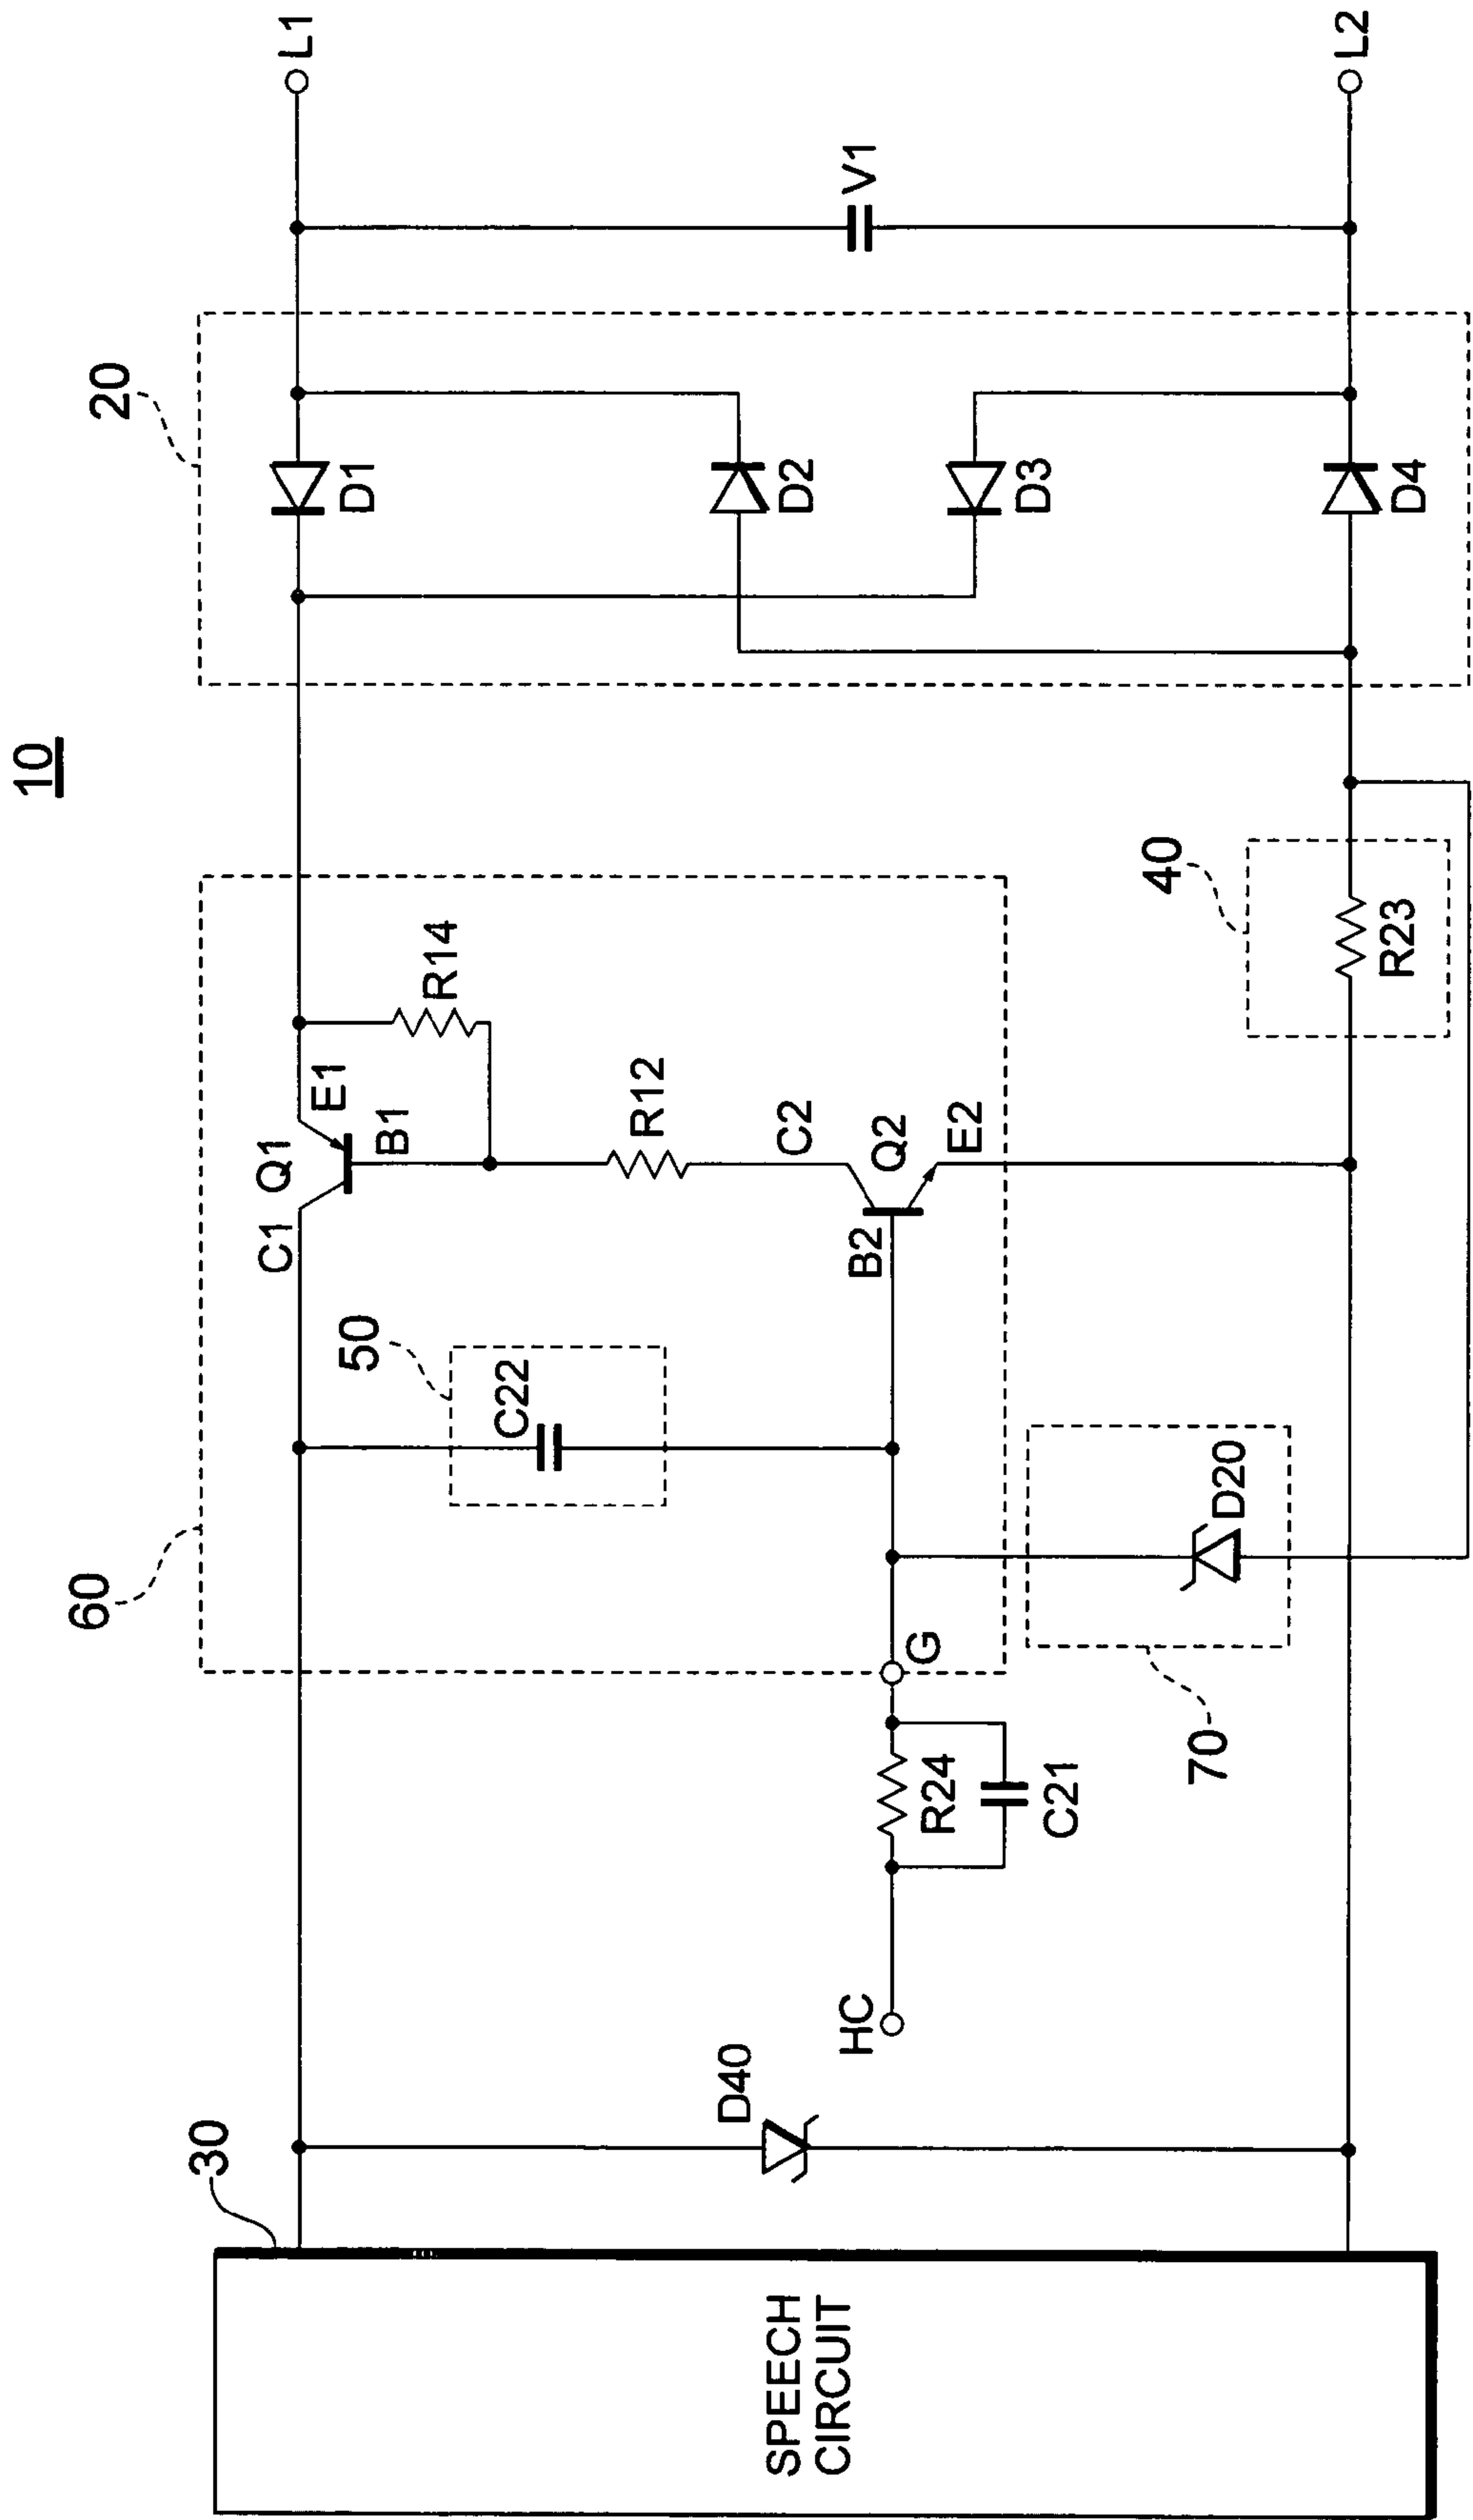 10
20
L1
D1
D2
D3
D4
V1
L2
60
Q1
E1
C1
B1
R14
R12
50
C22
C2
Q2
B2
E2
40
R23
G
D20
70
R24
C21
HC
D40
30
SPEECH
CIRCUIT